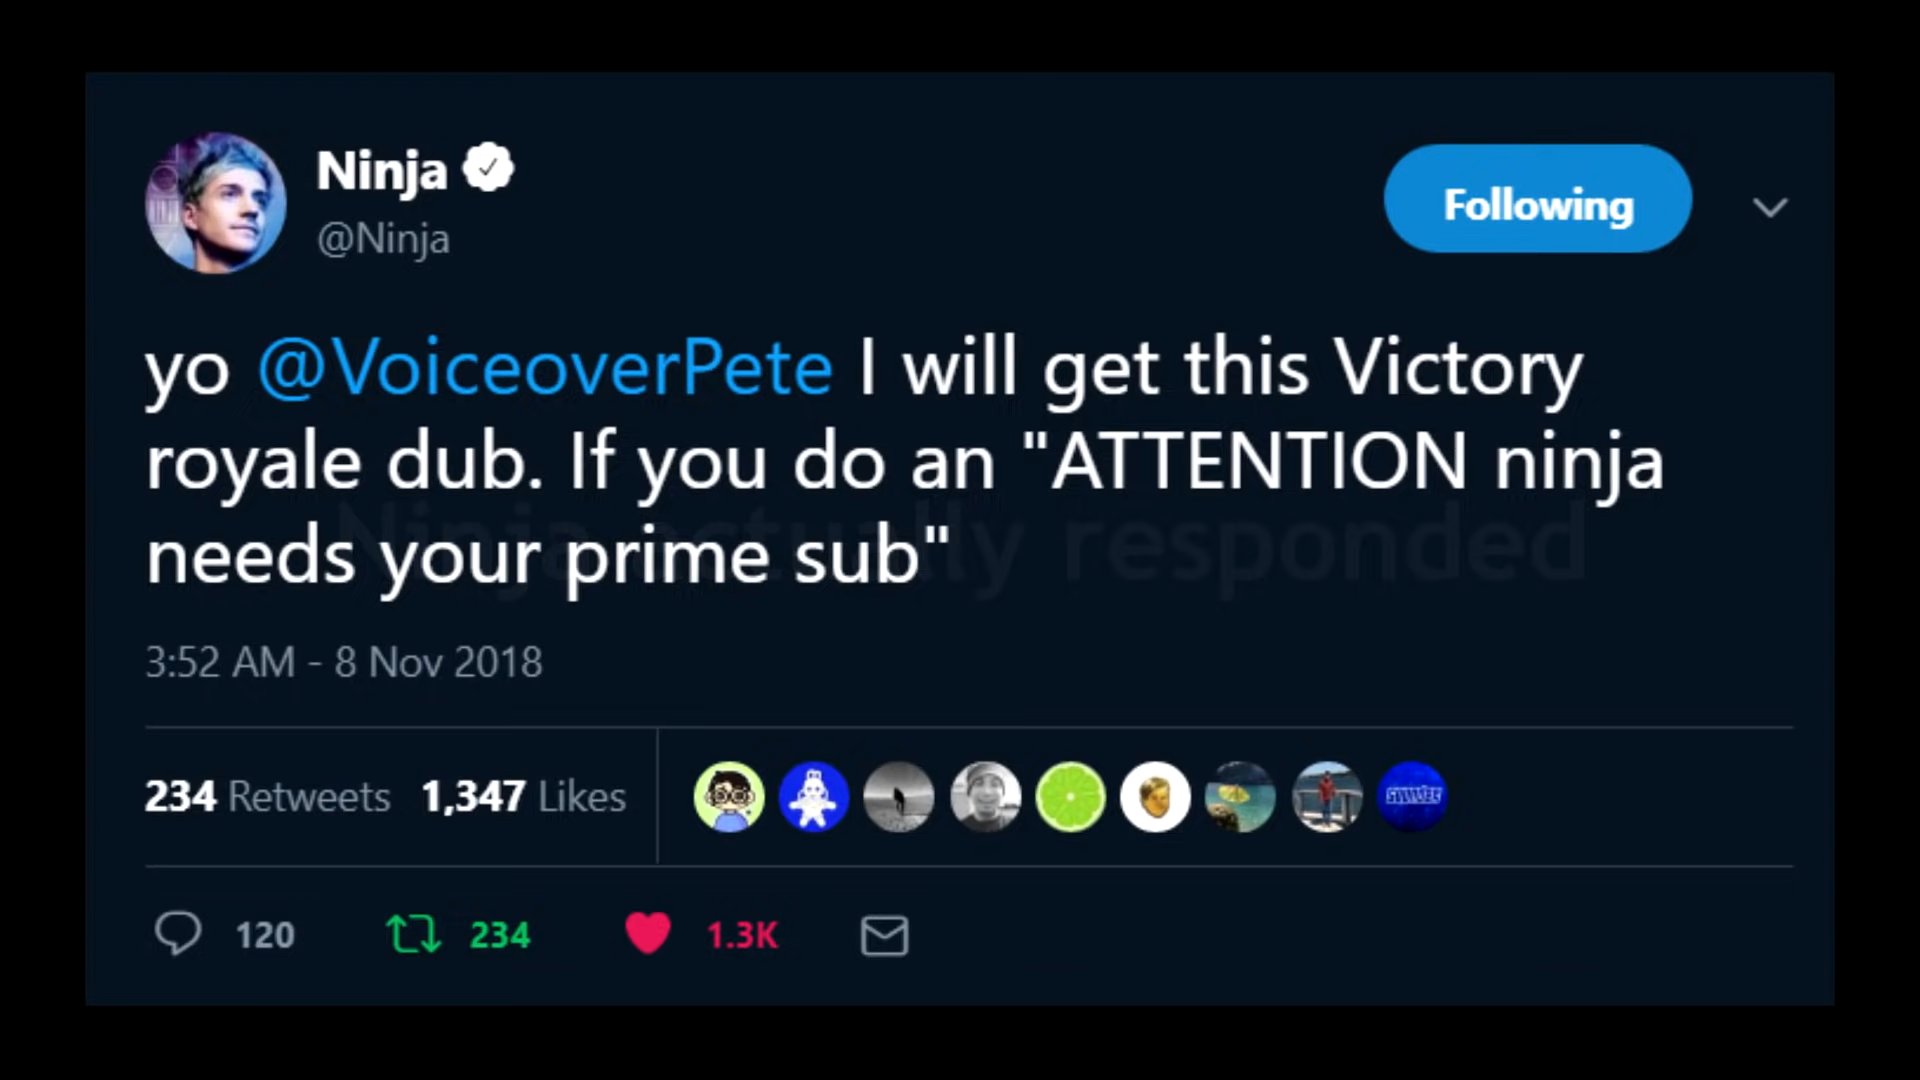 Ninja
@Ninja
Following
yo @VoiceoverPete I will get this Victory
royale dub. If you do an "ATTENTION ninja
needs your prime sub"
Ninja actually responded
3:52 AM - 8 Nov 2018
234 Retweets 1,347 Likes
120 234 1.3K